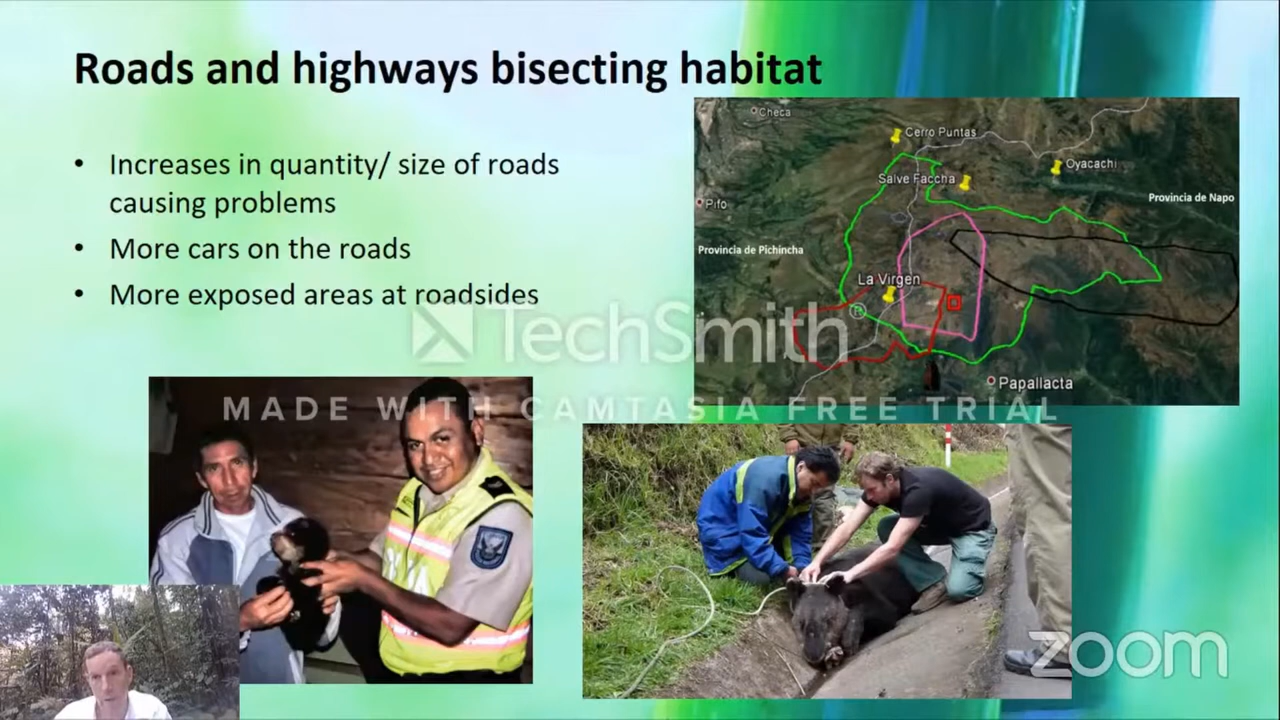 Roads and highways bisecting habitat
• Increases in quantity/ size of roads
causing problems
• More cars on the roads
• More exposed areas at roadsides
Checa
Cerro Puntas
Oyacachi
Salve Faccha
Pifo
Provincia de Napo
Provincia de Pichincha
La Virgen
Papallacta
TechSmith
MADE WITH CAMTASIA FREE TRIAL
zoom